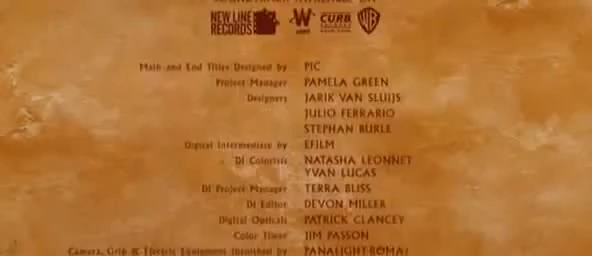 NEW LINE RECORDS
W
CURB
WB
Main and End Titles Designed by PIC
Project Manager PAMELA GREEN
Designers JARIK VAN SLUIJS
JULIO FERRARIO
STEPHAN BURLE
Digital Intermediate by EFILM
DI Colorists NATASHA LEONNET
YVAN LUCAS
DI Project Manager TERRA BLISS
DI Editor DEVON MILLER
Digital Opticals PATRICK CLANCEY
Color Timer JIM PASSON
Camera, Grip & Electric Equipment furnished by PANALIGHT-ROMA/